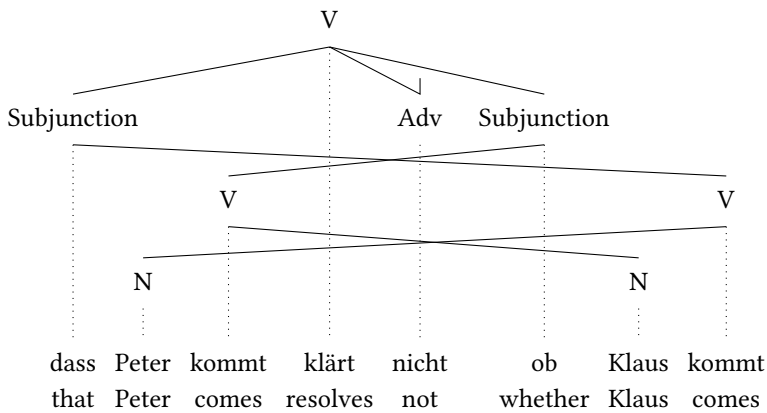 V
Subjunction Adv Subjunction
V V
N N
dass Peter kommt klärt nicht ob Klaus kommt
that Peter comes resolves not whether Klaus comes